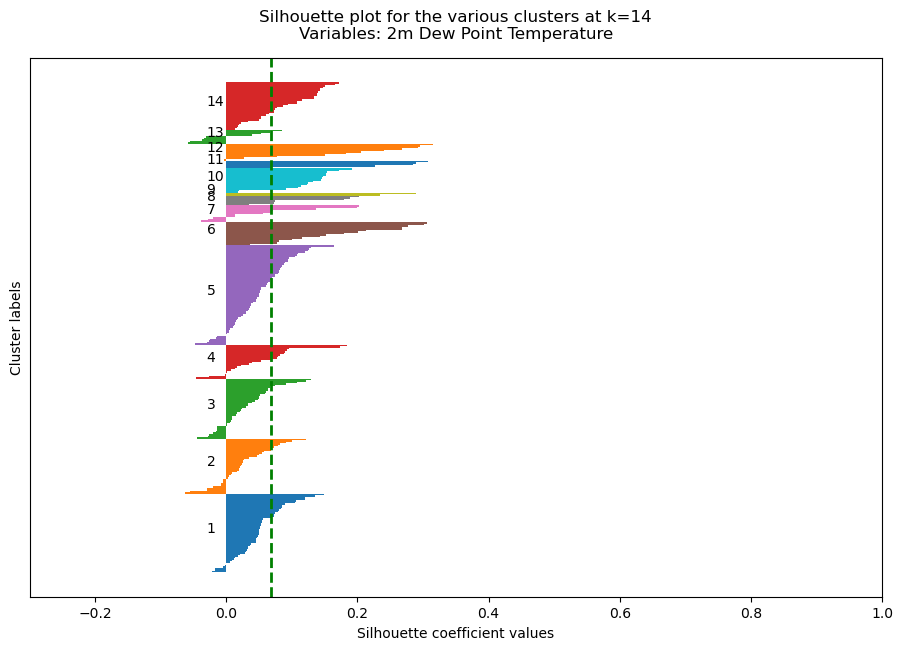 Silhouette plot for the various clusters at k=14
Variables: 2m Dew Point Temperature
Cluster labels
14
13
12
11
10
9
8
7
6
5
4
3
2
1
−0.2 0.0 0.2 0.4 0.6 0.8 1.0
Silhouette coefficient values